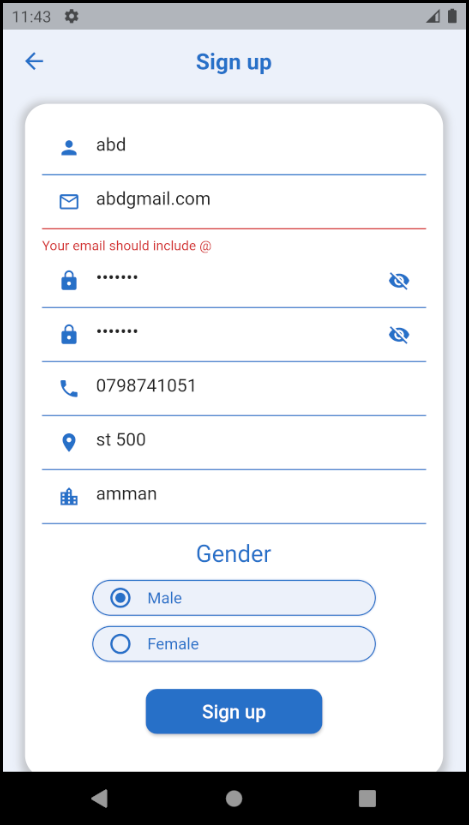 11:43
Sign up
abd
abdgmail.com
Your email should include @
•••••••
•••••••
0798741051
st 500
amman
Gender
Male
Female
Sign up